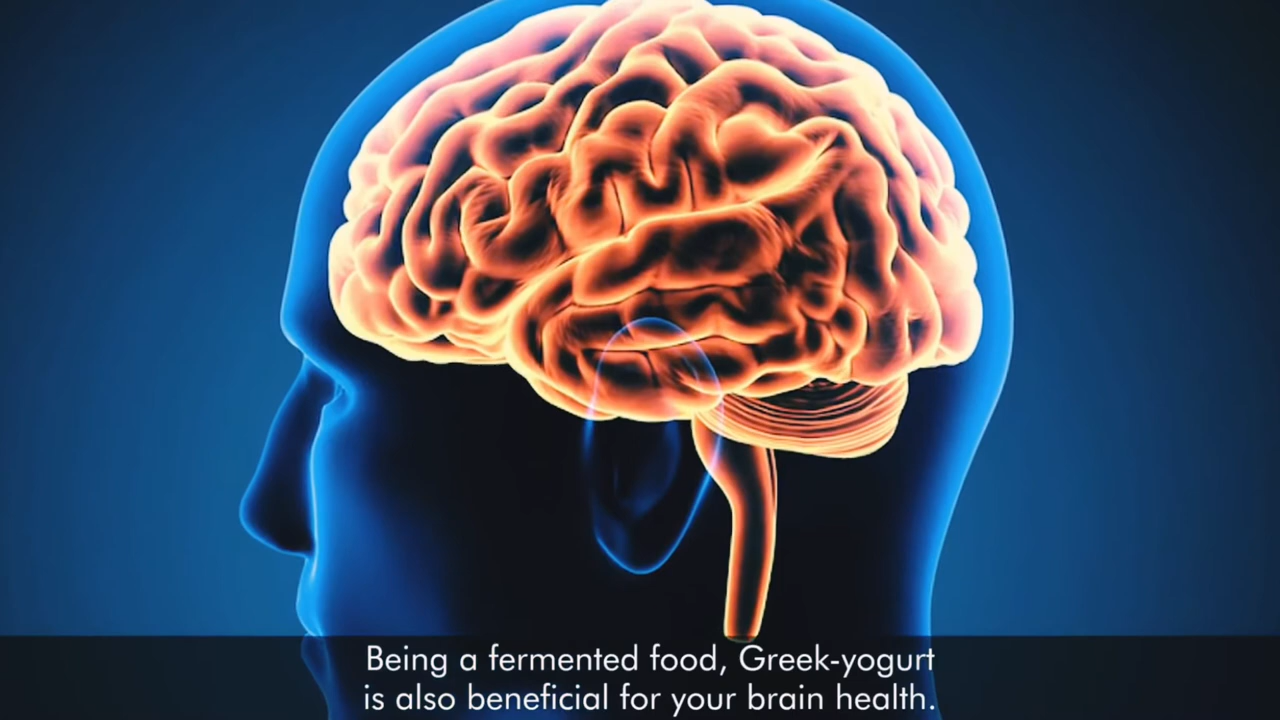 Being a fermented food, Greek-yogurt
is also beneficial for your brain health.